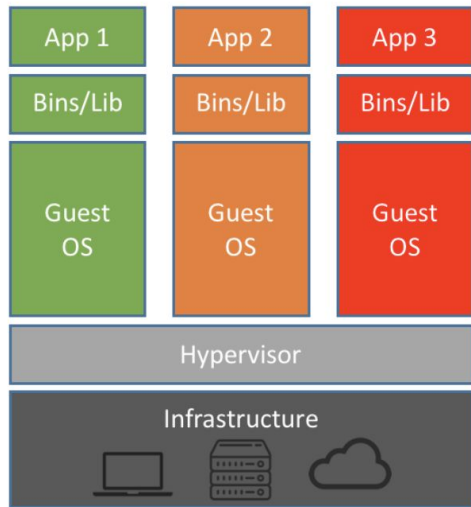 App 1
App 2
App 3
Bins/Lib
Bins/Lib
Bins/Lib
Guest
OS
Guest
OS
Guest
OS
Hypervisor
Infrastructure